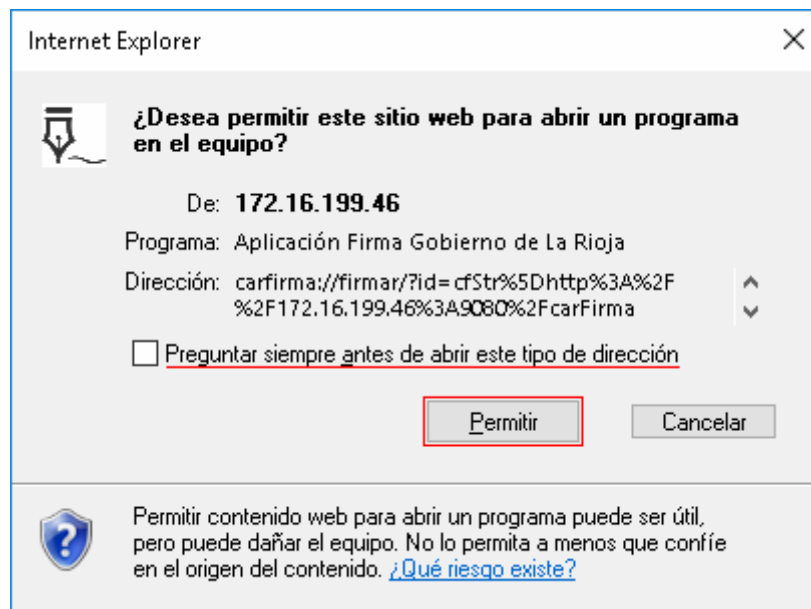 Internet Explorer
¿Desea permitir este sitio web para abrir un programa
en el equipo?
De: 172.16.199.46
Programa: Aplicación Firma Gobierno de La Rioja
Dirección: carfirma://firmar/?id=cfStr%5Dhttp%3A%2F
%2F172.16.199.46%3A9080%2FcarFirma
Preguntar siempre antes de abrir este tipo de dirección
Permitir
Cancelar
Permitir contenido web para abrir un programa puede ser útil,
pero puede dañar el equipo. No lo permita a menos que confíe
en el origen del contenido. ¿Qué riesgo existe?